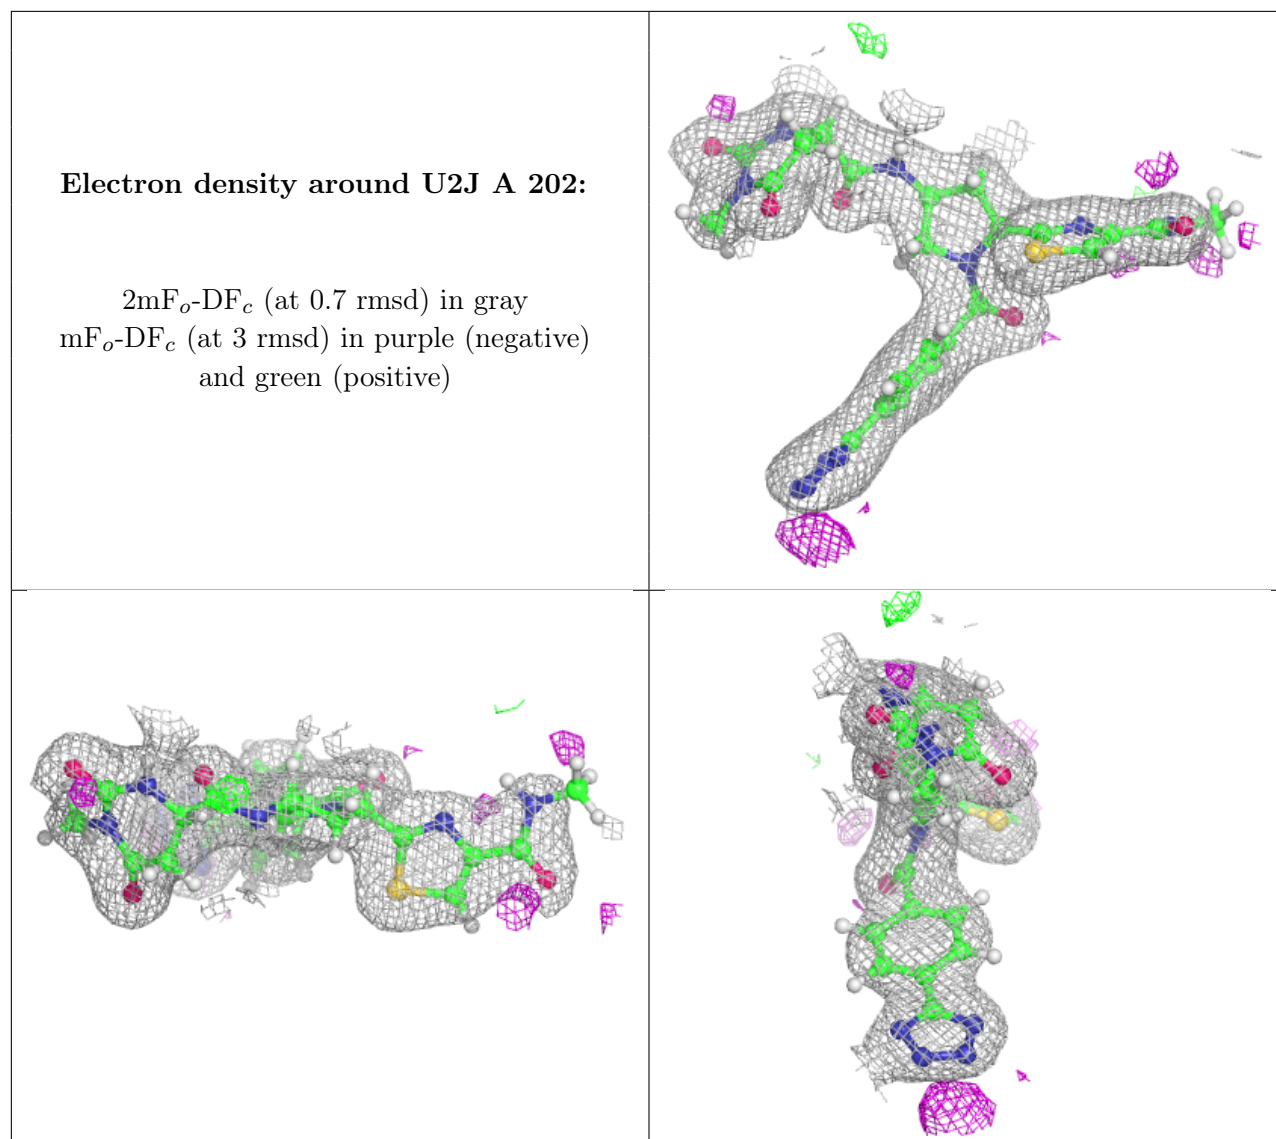 Electron density around U2J A 202:
2mFo-DFc (at 0.7 rmsd) in gray
mFo-DFc (at 3 rmsd) in purple (negative)
and green (positive)